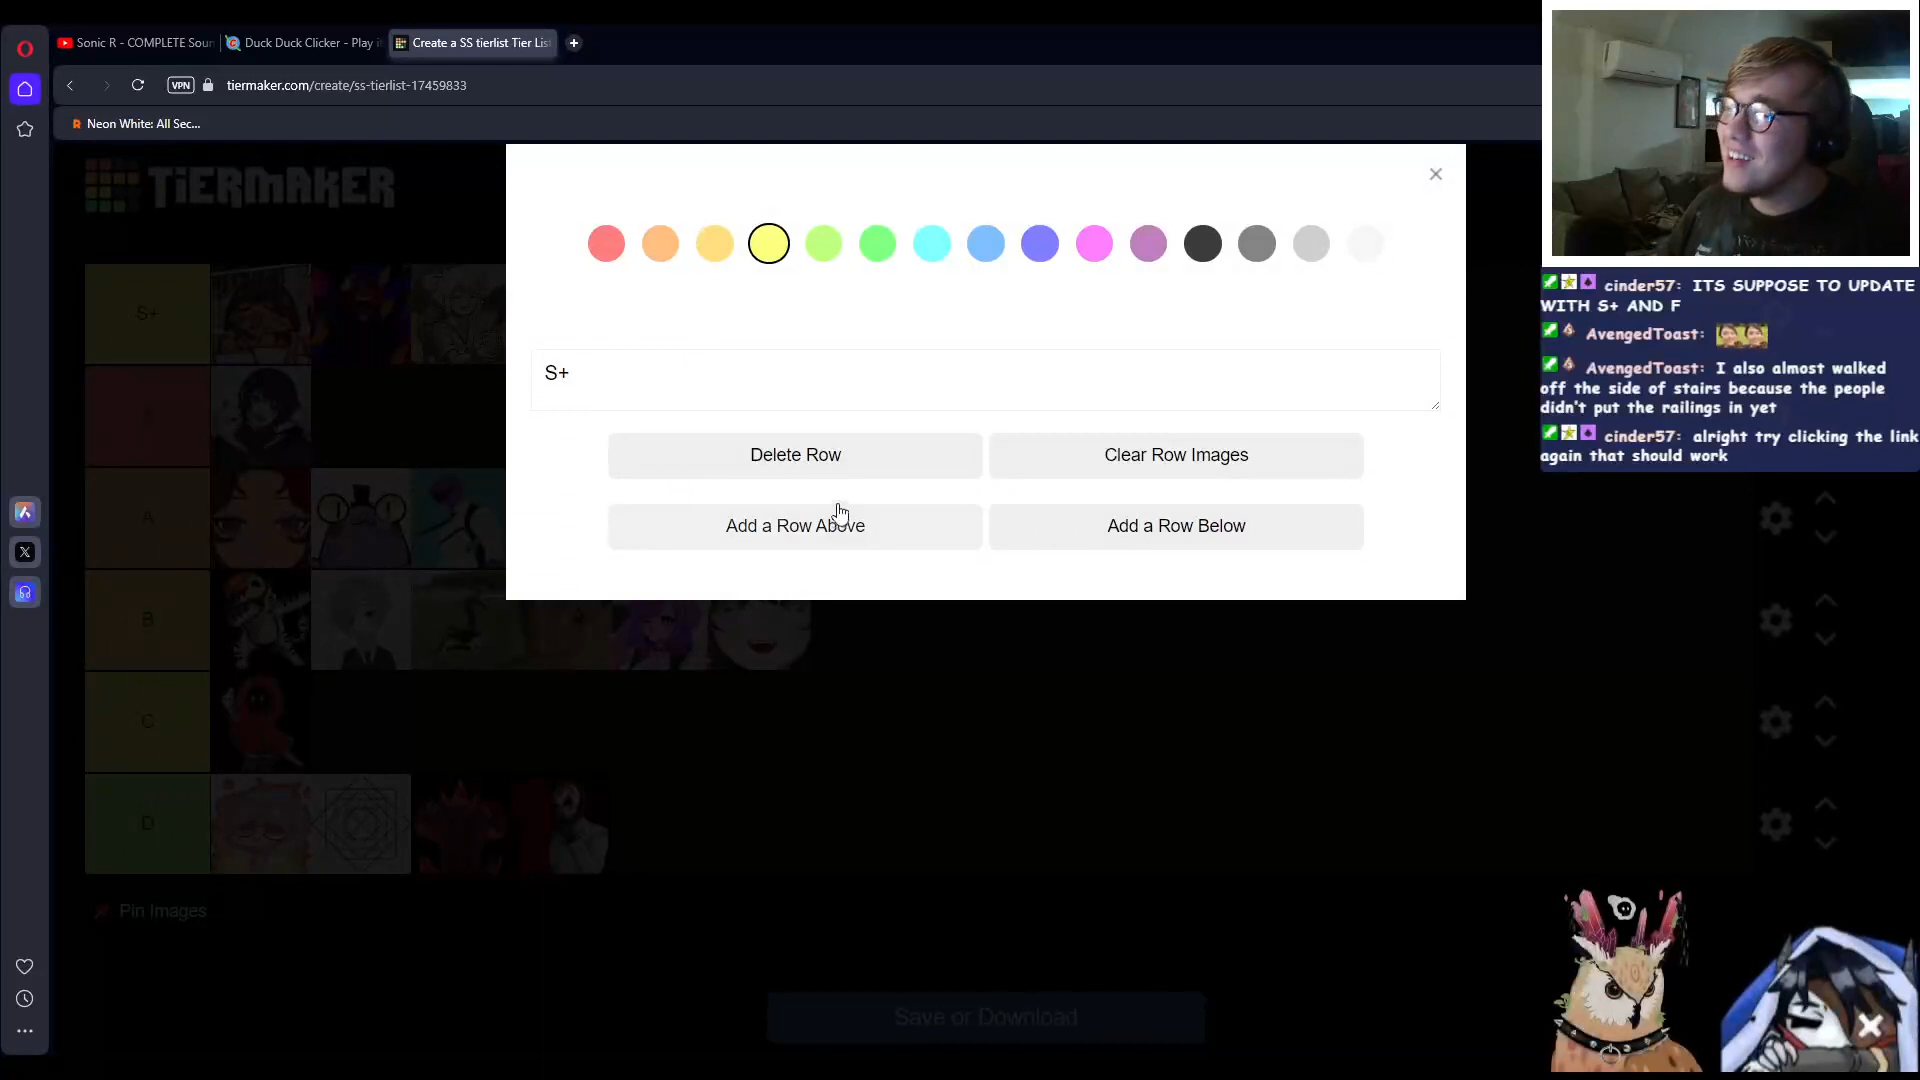 Sonic R - COMPLETE Soun
Duck Duck Clicker - Play i
Create a SS tierlist Tier List
VPN
tiermaker.com/create/ss-tierlist-17459833
R Neon White: All Sec...
TiERMAKER
S+
S+
Delete Row
Clear Row Images
Add a Row Above
Add a Row Below
A
B
C
D
Pin Images
Save or Download
cinder57: ITS SUPPOSE TO UPDATE
WITH S+ AND F
AvengedToast:
AvengedToast: I also almost walked
off the side of stairs because the people
didn't put the railings in yet
cinder57: alright try clicking the link
again that should work